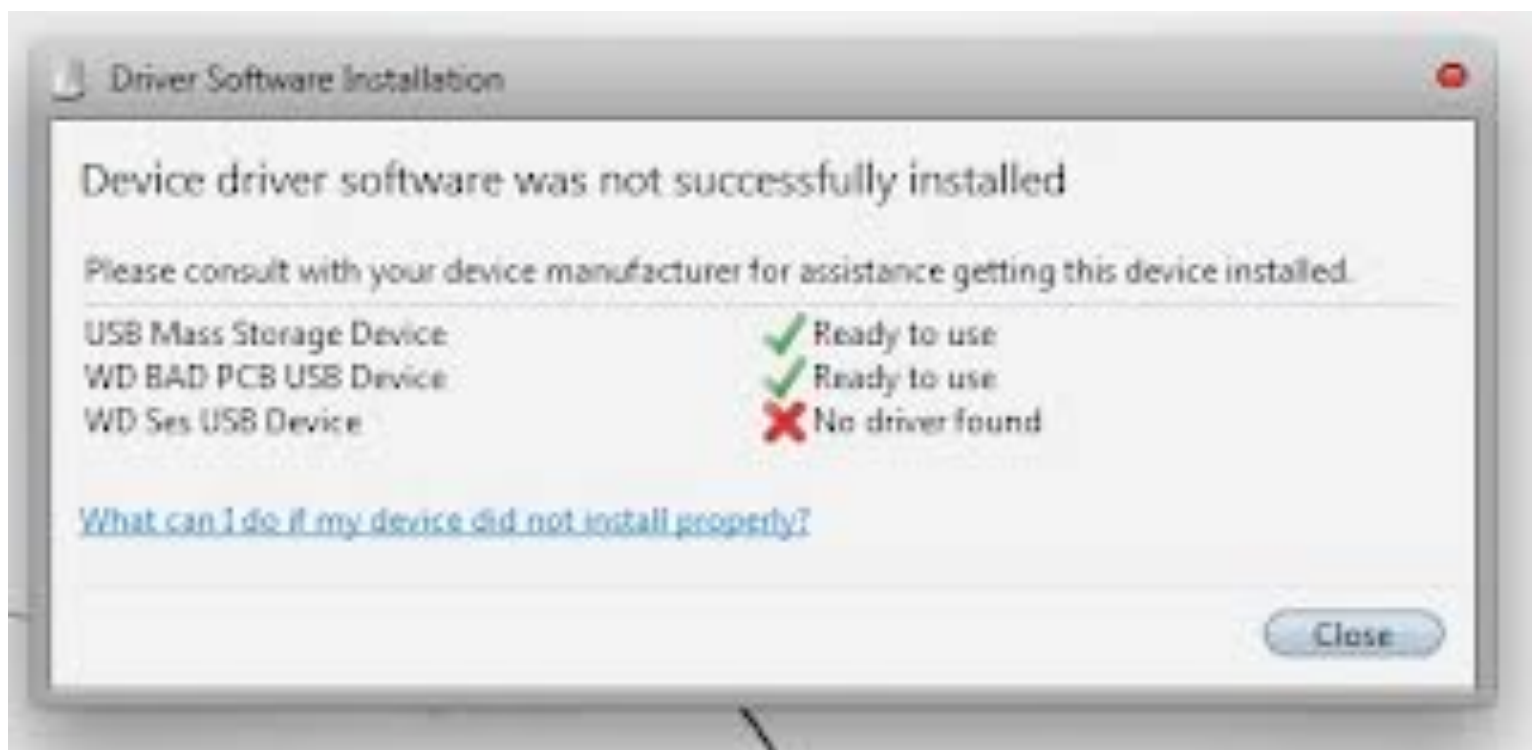 Driver Software Installation
Device driver software was not successfully installed
Please consult with your device manufacturer for assistance getting this device installed.
USB Mass Storage Device Ready to use
WD BAD PCB USB Device Ready to use
WD Ses USB Device No driver found
What can I do if my device did not install properly?
Close